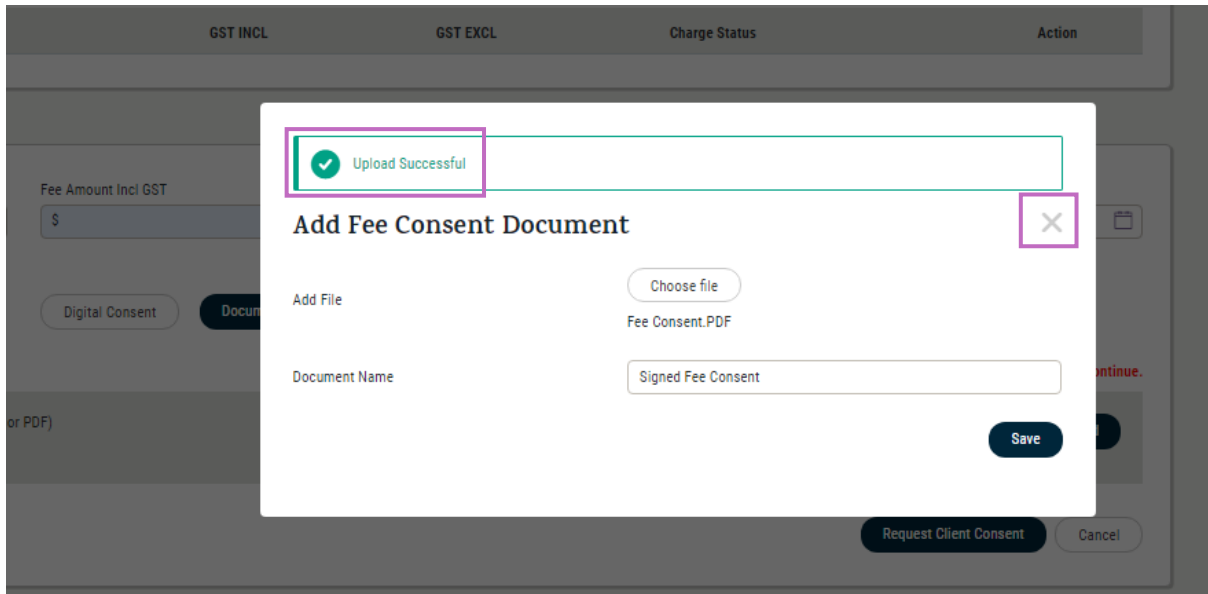 GST INCL GST EXCL Charge Status Action
Upload Successful
Fee Amount Incl GST
$
Add Fee Consent Document
Choose file
Add File
Digital Consent
Fee Consent.PDF
Document Name Signed Fee Consent
or PDF)
Save
Request Client Consent Cancel